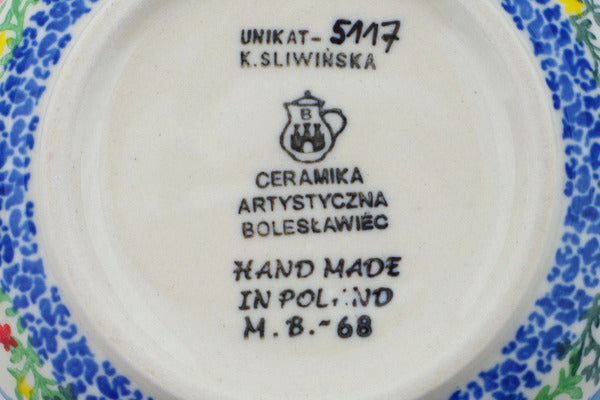 UNIKAT-5117
K.SLIWIŃSKA
B
CERAMIKA
ARTYSTYCZNA
BOLESŁAWIEC
HAND MADE
IN POLAND
M.B.-68